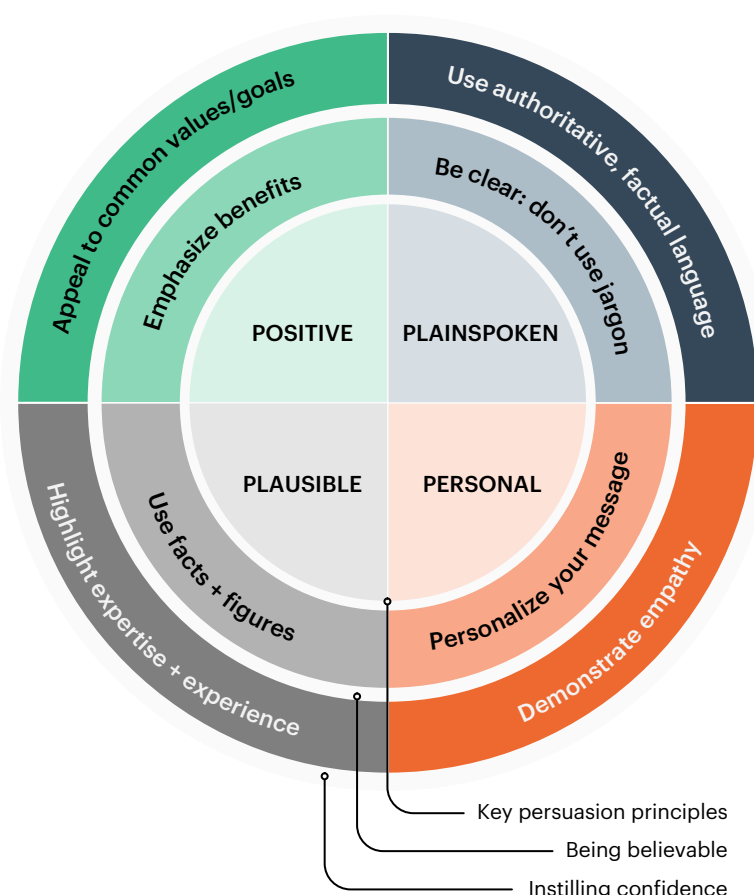 Appeal to common values/goals
Use authoritative, factual language
Emphasize benefits
Be clear: don't use jargon
POSITIVE
PLAINSPOKEN
PLAUSIBLE
PERSONAL
Use facts + figures
Personalize your message
Highlight expertise + experience
Demonstrate empathy
Key persuasion principles
Being believable
Instilling confidence